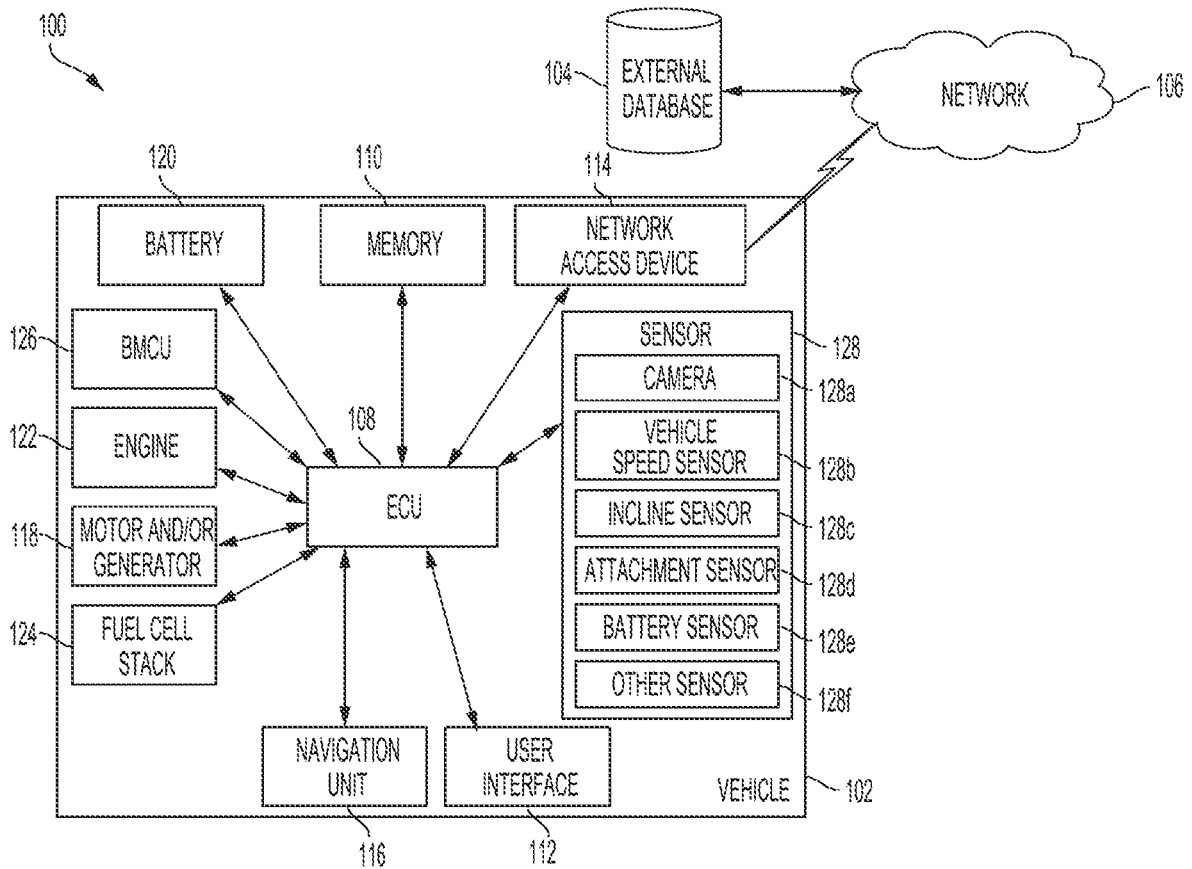 100
104
EXTERNAL
DATABASE
NETWORK
106
120
110
114
BATTERY
MEMORY
NETWORK
ACCESS DEVICE
126
BMCU
SENSOR
128
CAMERA
128a
122
ENGINE
108
VEHICLE
SPEED SENSOR
128b
ECU
118
MOTOR AND/OR
GENERATOR
INCLINE SENSOR
128c
ATTACHMENT SENSOR
128d
124
FUEL CELL
STACK
BATTERY SENSOR
128e
OTHER SENSOR
128f
NAVIGATION
UNIT
USER
INTERFACE
VEHICLE
102
116
112